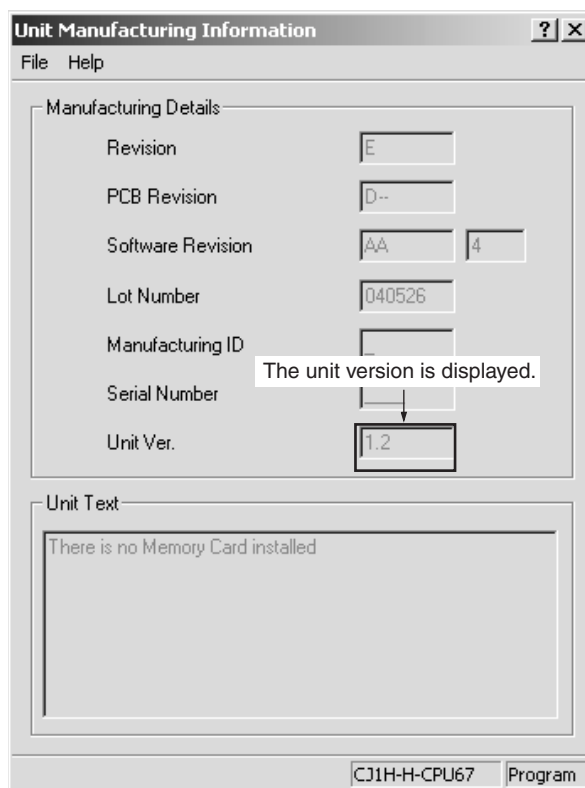 Unit Manufacturing Information ? ×
File Help
Manufacturing Details
Revision E
PCB Revision D--
Software Revision AA 4
Lot Number 040526
Manufacturing ID _
The unit version is displayed.
Serial Number ____
Unit Ver. 1.2
Unit Text
There is no Memory Card installed
CJ1H-H-CPU67 Program